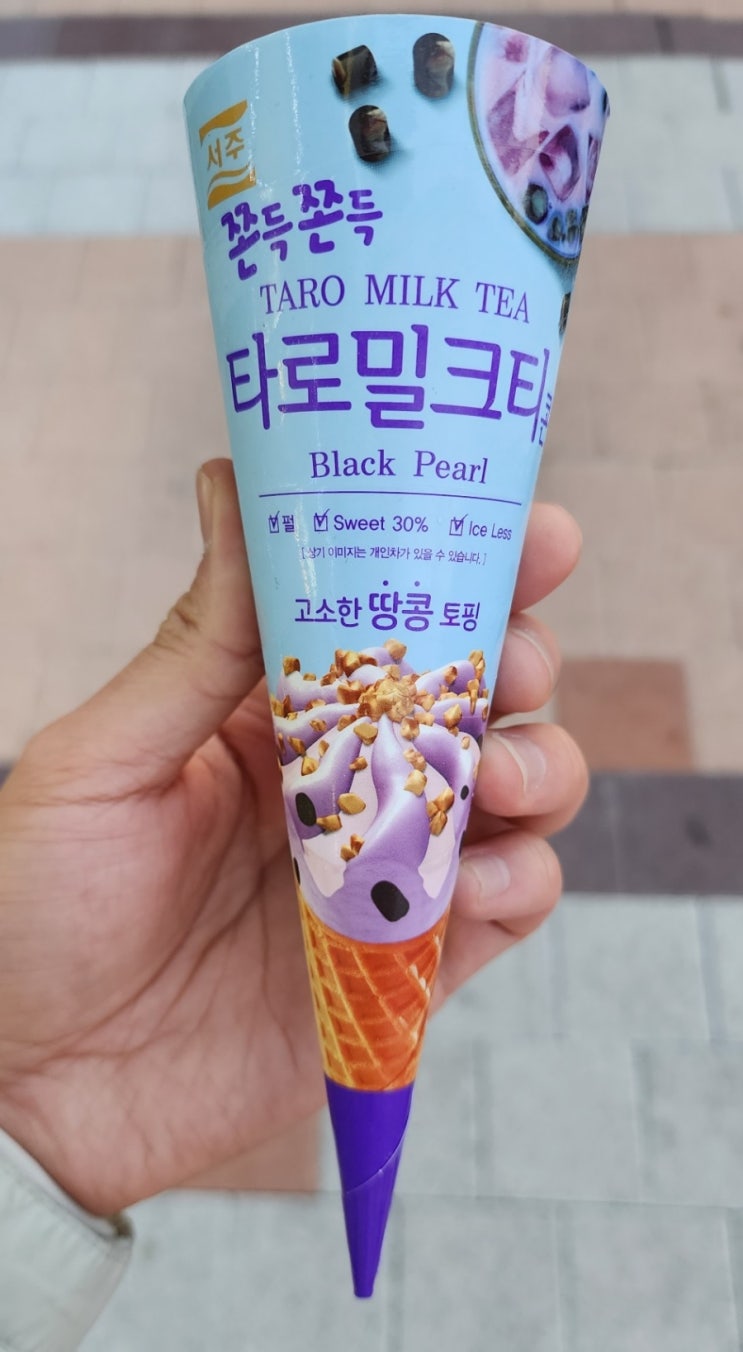 서주
쫀득쫀득
TARO MILK TEA
타로밀크티콘
Black Pearl
펄 Sweet 30% Ice Less
[상기 이미지는 개인차가 있을 수 있습니다.]
고소한 땅콩 토핑